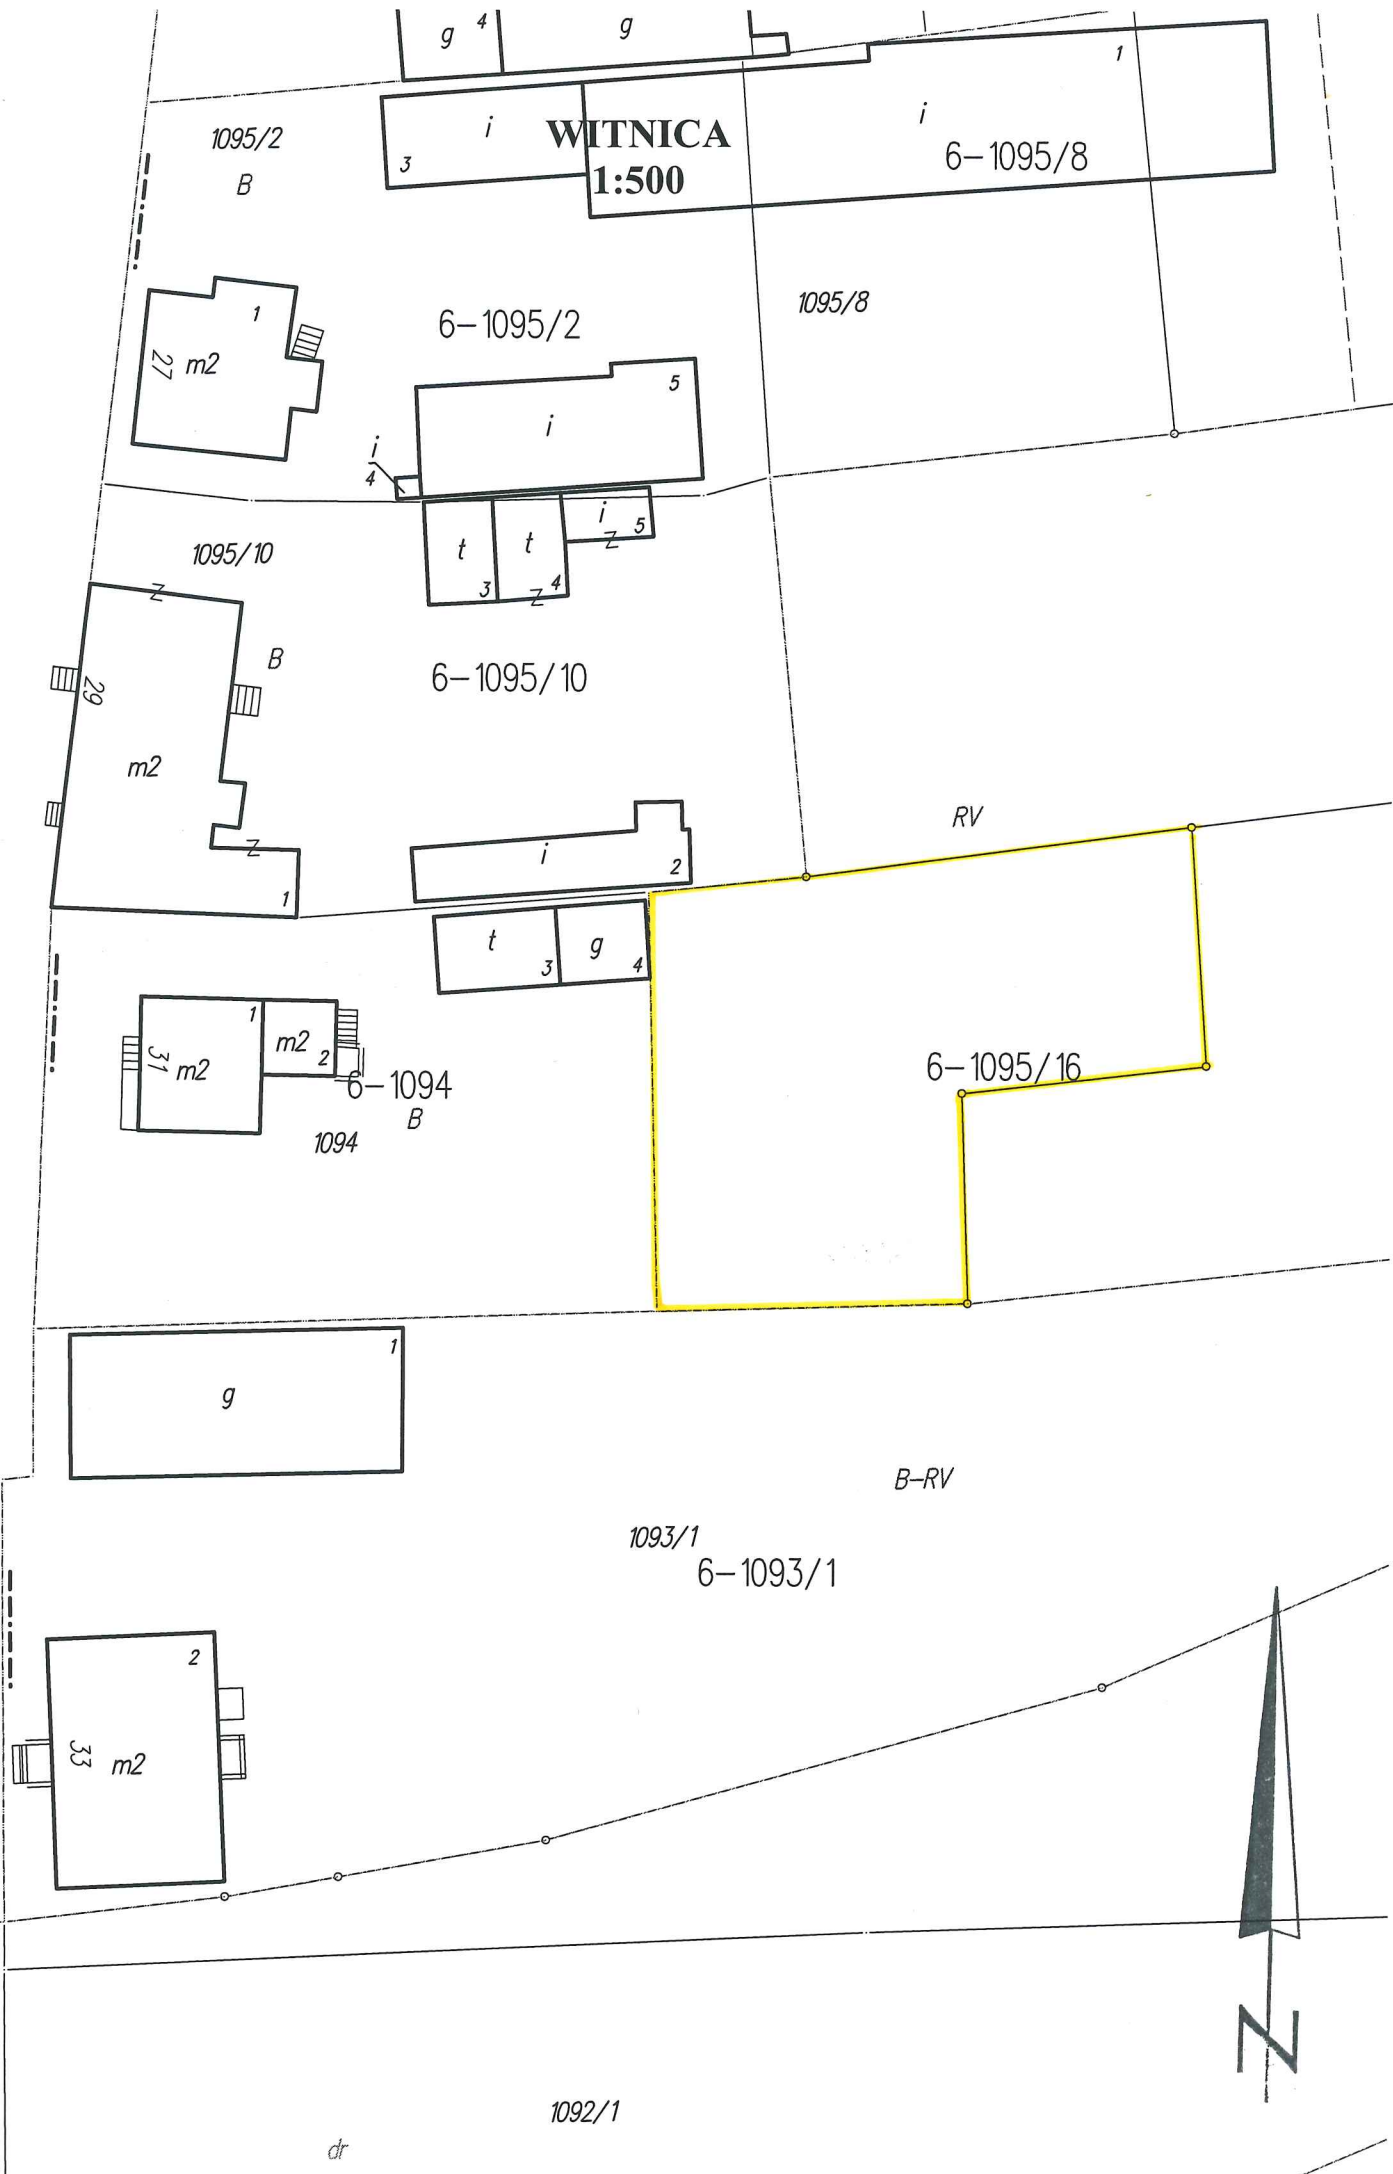 g 4 g
1
1095/2 i WITNICA i
B 3 1:500 6-1095/8
1 6-1095/2 1095/8
27 m2 5
i i
4
1095/10 t t i 5
3 Z 4 Z
Z
B 6-1095/10
29
m2
RV
Z i 2
1
t 3 g 4
1 m2 2 6-1095/16
31 m2 6-1094
B
1094
1
g
B-RV
1093/1
6-1093/1
2
33 m2
N
1092/1
dr